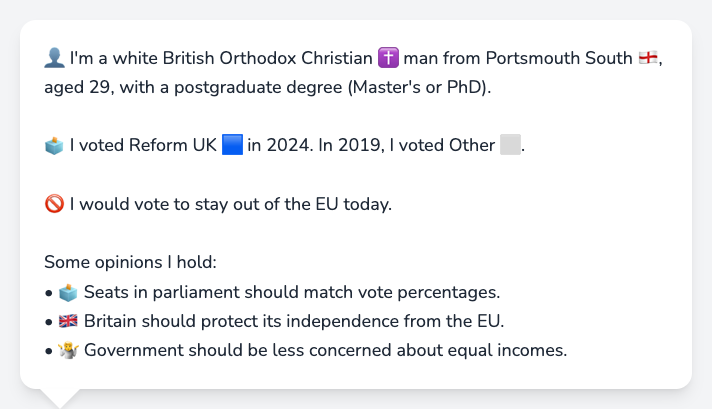 👤 I'm a white British Orthodox Christian ✝️ man from Portsmouth South 🏴󠁧󠁢󠁥󠁮󠁧󠁿,
aged 29, with a postgraduate degree (Master's or PhD).
🗳️ I voted Reform UK 🟦 in 2024. In 2019, I voted Other ⬜.
🚫 I would vote to stay out of the EU today.
Some opinions I hold:
• 🗳️ Seats in parliament should match vote percentages.
• 🇬🇧 Britain should protect its independence from the EU.
• 🤷 Government should be less concerned about equal incomes.